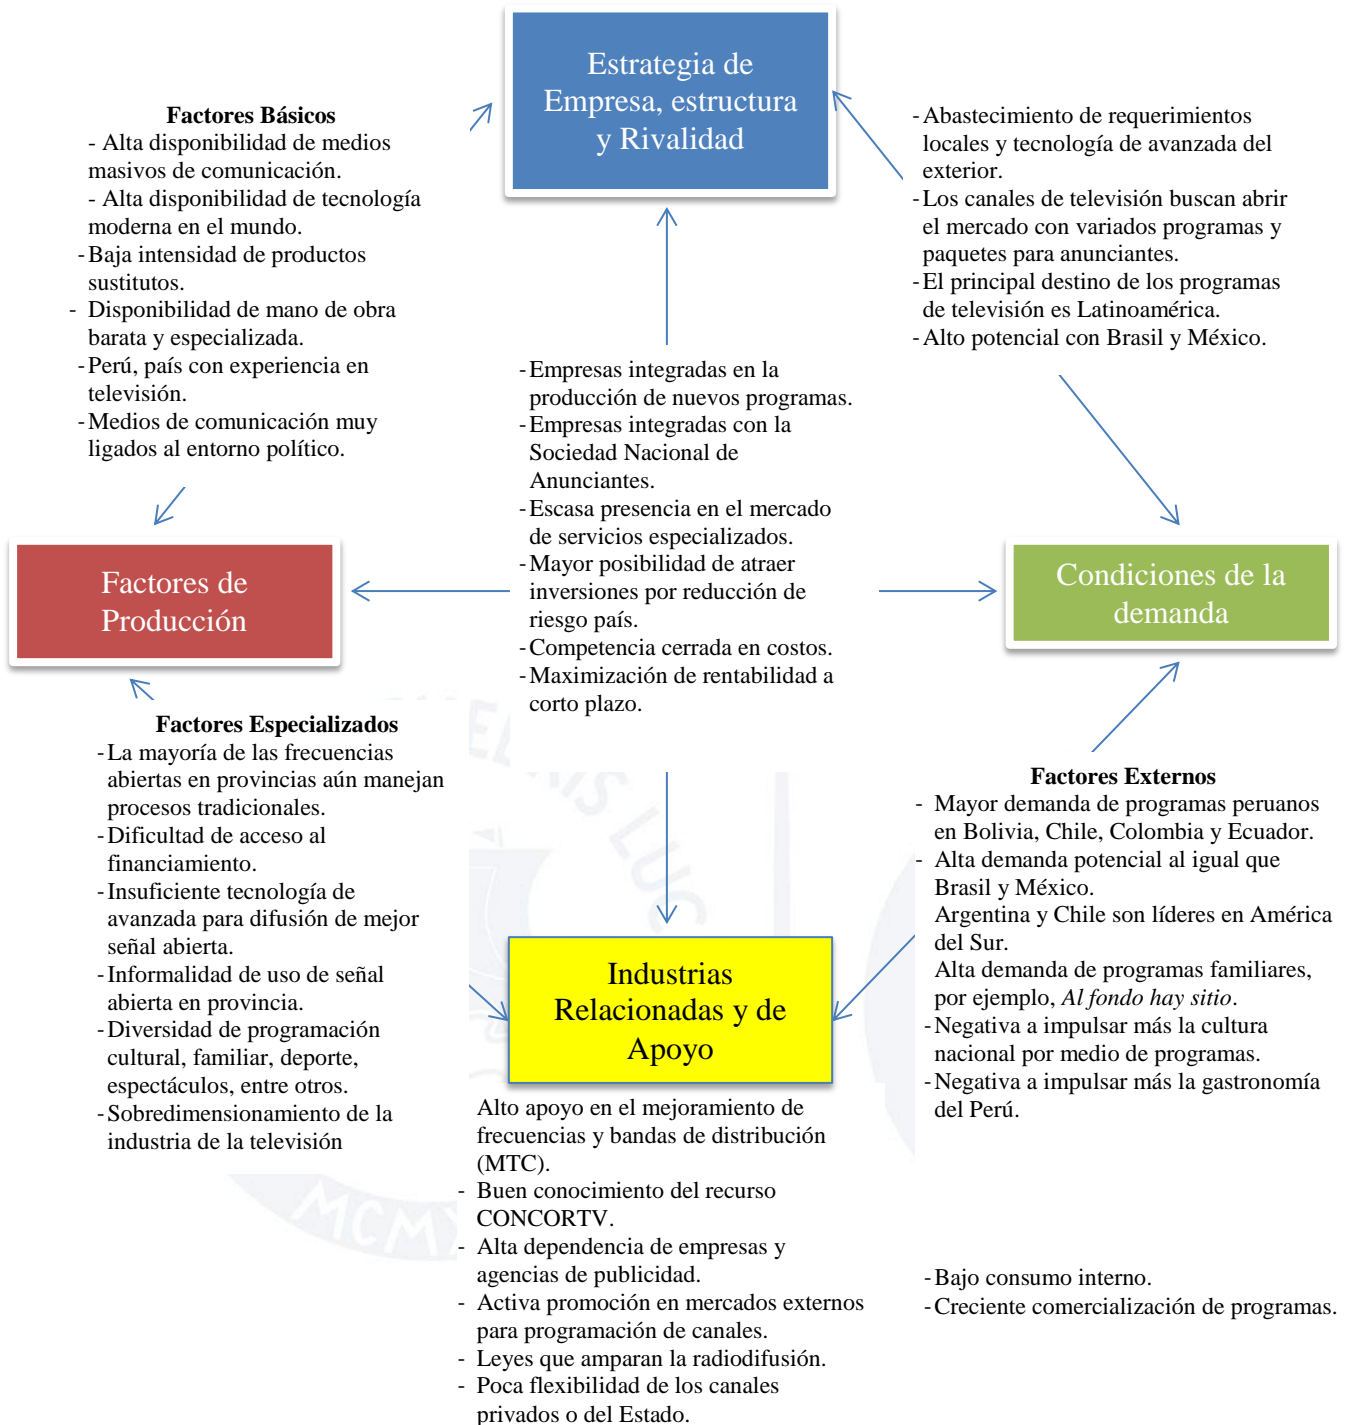 Estrategia de
Empresa, estructura
y Rivalidad
Factores Básicos
- Alta disponibilidad de medios
masivos de comunicación.
- Alta disponibilidad de tecnología
moderna en el mundo.
- Baja intensidad de productos
sustitutos.
- Disponibilidad de mano de obra
barata y especializada.
- Perú, país con experiencia en
televisión.
- Medios de comunicación muy
ligados al entorno político.
- Abastecimiento de requerimientos
locales y tecnología de avanzada del
exterior.
- Los canales de televisión buscan abrir
el mercado con variados programas y
paquetes para anunciantes.
- El principal destino de los programas
de televisión es Latinoamérica.
- Alto potencial con Brasil y México.
- Empresas integradas en la
producción de nuevos programas.
- Empresas integradas con la
Sociedad Nacional de
Anunciantes.
- Escasa presencia en el mercado
de servicios especializados.
- Mayor posibilidad de atraer
inversiones por reducción de
riesgo país.
- Competencia cerrada en costos.
- Maximización de rentabilidad a
corto plazo.
Factores de
Producción
Condiciones de la
demanda
Factores Especializados
- La mayoría de las frecuencias
abiertas en provincias aún manejan
procesos tradicionales.
- Dificultad de acceso al
financiamiento.
- Insuficiente tecnología de
avanzada para difusión de mejor
señal abierta.
- Informalidad de uso de señal
abierta en provincia.
- Diversidad de programación
cultural, familiar, deporte,
espectáculos, entre otros.
- Sobredimensionamiento de la
industria de la televisión
Factores Externos
- Mayor demanda de programas peruanos
en Bolivia, Chile, Colombia y Ecuador.
- Alta demanda potencial al igual que
Brasil y México.
Argentina y Chile son líderes en América
del Sur.
Alta demanda de programas familiares,
por ejemplo, Al fondo hay sitio.
- Negativa a impulsar más la cultura
nacional por medio de programas.
- Negativa a impulsar más la gastronomía
del Perú.
Industrias
Relacionadas y de
Apoyo
Alto apoyo en el mejoramiento de
frecuencias y bandas de distribución
(MTC).
- Buen conocimiento del recurso
CONCORTV.
- Alta dependencia de empresas y
agencias de publicidad.
- Activa promoción en mercados externos
para programación de canales.
- Leyes que amparan la radiodifusión.
- Poca flexibilidad de los canales
privados o del Estado.
- Bajo consumo interno.
- Creciente comercialización de programas.